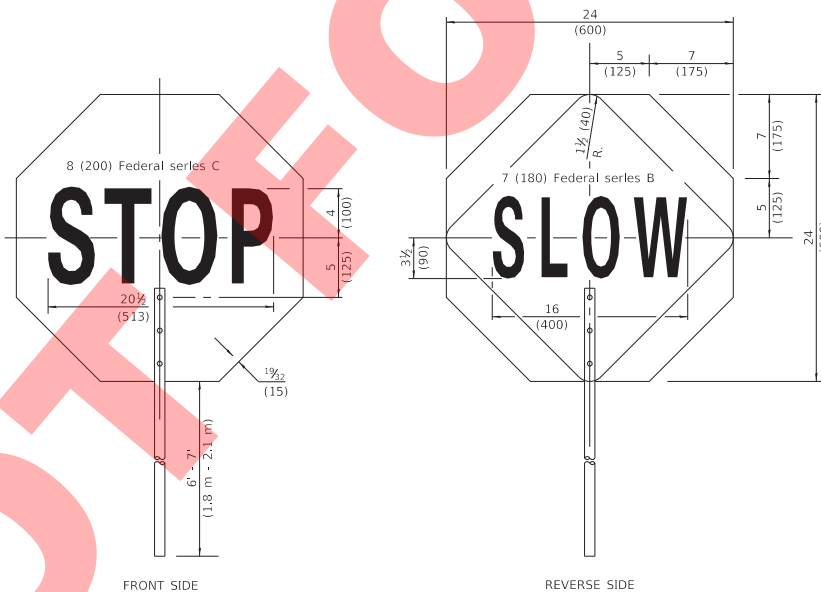 24
(600)
5
(125)
7
(175)
8 (200) Federal series C
STOP
4
(100)
5
(125)
20½
(513)
19/32
(15)
6' - 7'
(1.8 m - 2.1 m)
FRONT SIDE
1½ (40)
R.
7 (180) Federal series B
SLOW
3½
(90)
16
(400)
7
(175)
5
(125)
24
REVERSE SIDE